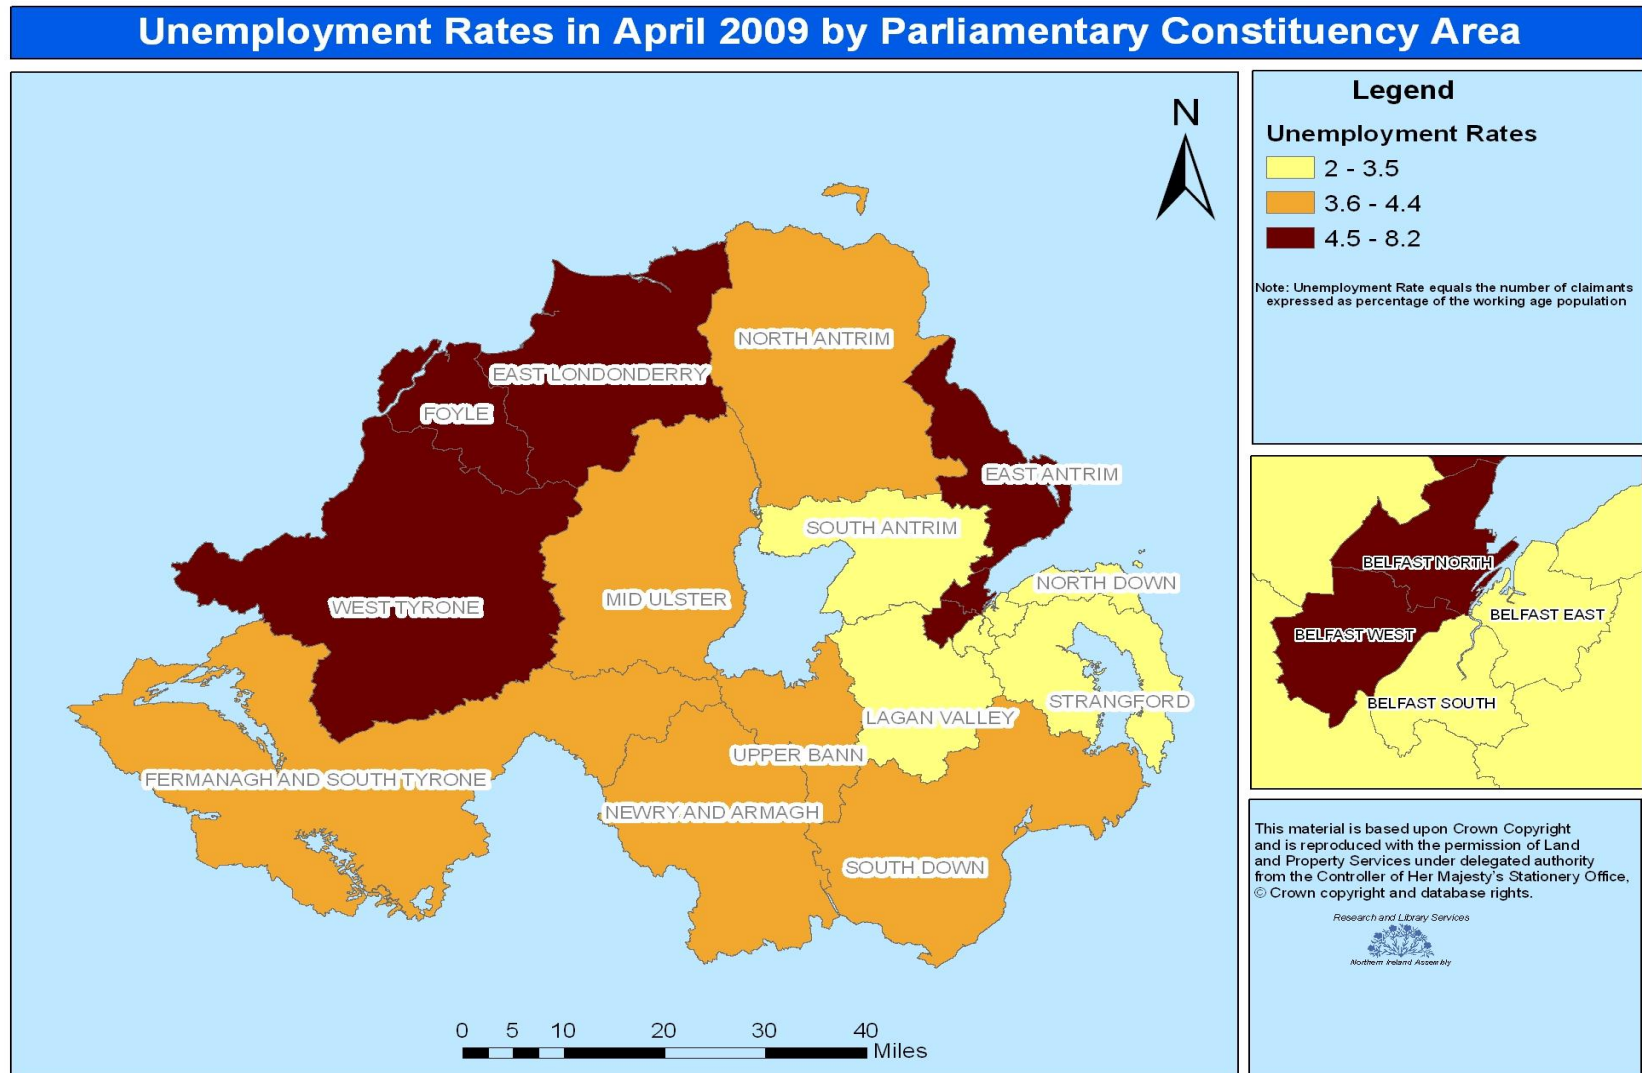 Unemployment Rates in April 2009 by Parliamentary Constituency Area
N
NORTH ANTRIM
EAST LONDONDERRY
FOYLE
EAST ANTRIM
SOUTH ANTRIM
NORTH DOWN
MID ULSTER
WEST TYRONE
STRANGFORD
LAGAN VALLEY
UPPER BANN
FERMANAGH AND SOUTH TYRONE
NEWRY AND ARMAGH
SOUTH DOWN
0 5 10 20 30 40
Miles
Legend
Unemployment Rates
2 - 3.5
3.6 - 4.4
4.5 - 8.2
Note: Unemployment Rate equals the number of claimants
expressed as percentage of the working age population
BELFAST NORTH
BELFAST EAST
BELFAST WEST
BELFAST SOUTH
This material is based upon Crown Copyright
and is reproduced with the permission of Land
and Property Services under delegated authority
from the Controller of Her Majesty's Stationery Office,
© Crown copyright and database rights.
Research and Library Services
Northern Ireland Assembly